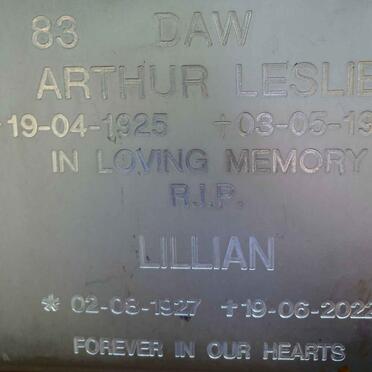 83 DAW
ARTHUR LESLIE
19-04-1925 +03-05-19
IN LOVING MEMORY
R.I.P.
LILLIAN
* 02-08-1927 +19-06-2022
FOREVER IN OUR HEARTS